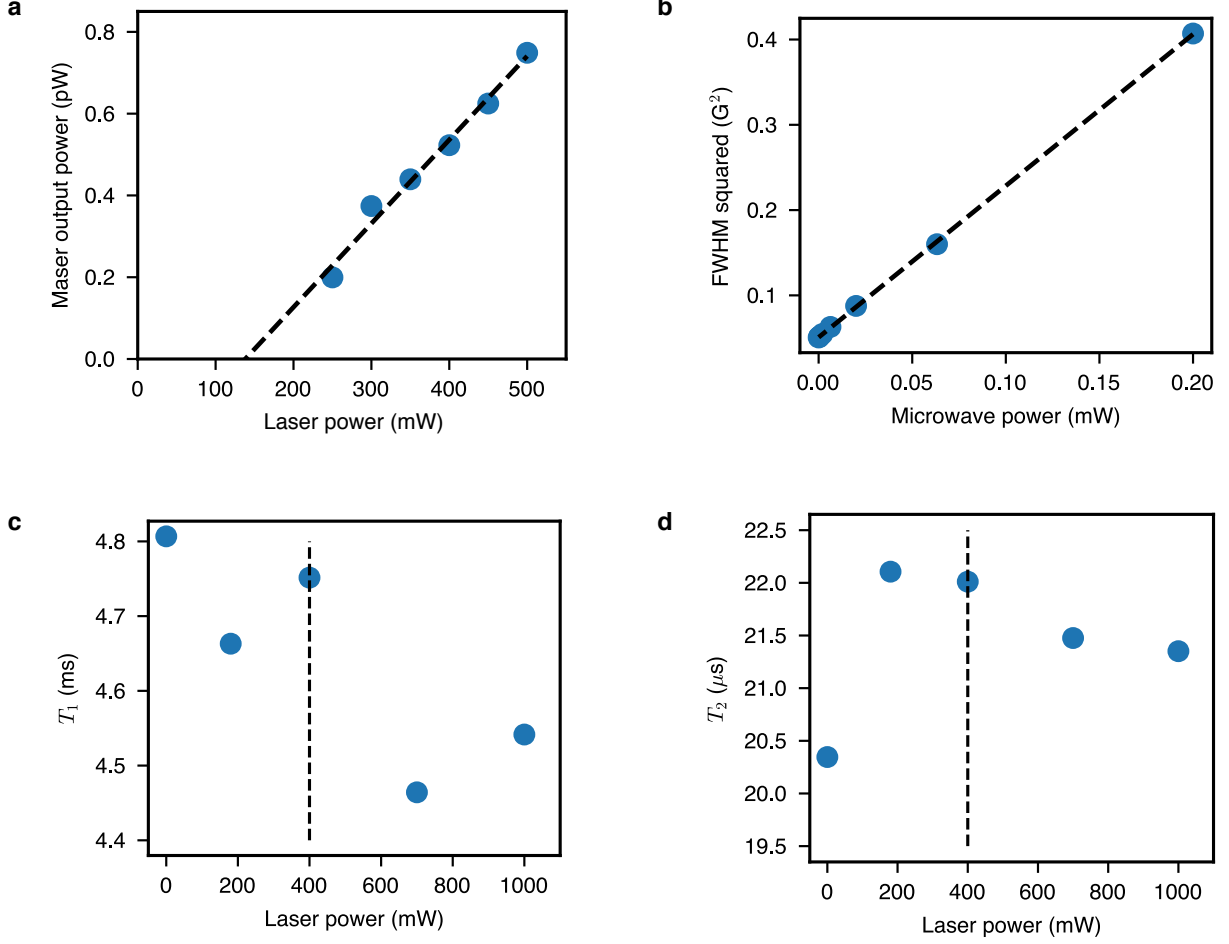 a
0.8
0.6
0.4
0.2
0.0
Maser output power (pW)
0 100 200 300 400 500
Laser power (mW)
b
0.4
0.3
0.2
0.1
FWHM squared (G²)
0.00 0.05 0.10 0.15 0.20
Microwave power (mW)
c
4.8
4.7
4.6
4.5
4.4
T₁ (ms)
0 200 400 600 800 1000
Laser power (mW)
d
22.5
22.0
21.5
21.0
20.5
20.0
19.5
T₂ (μs)
0 200 400 600 800 1000
Laser power (mW)